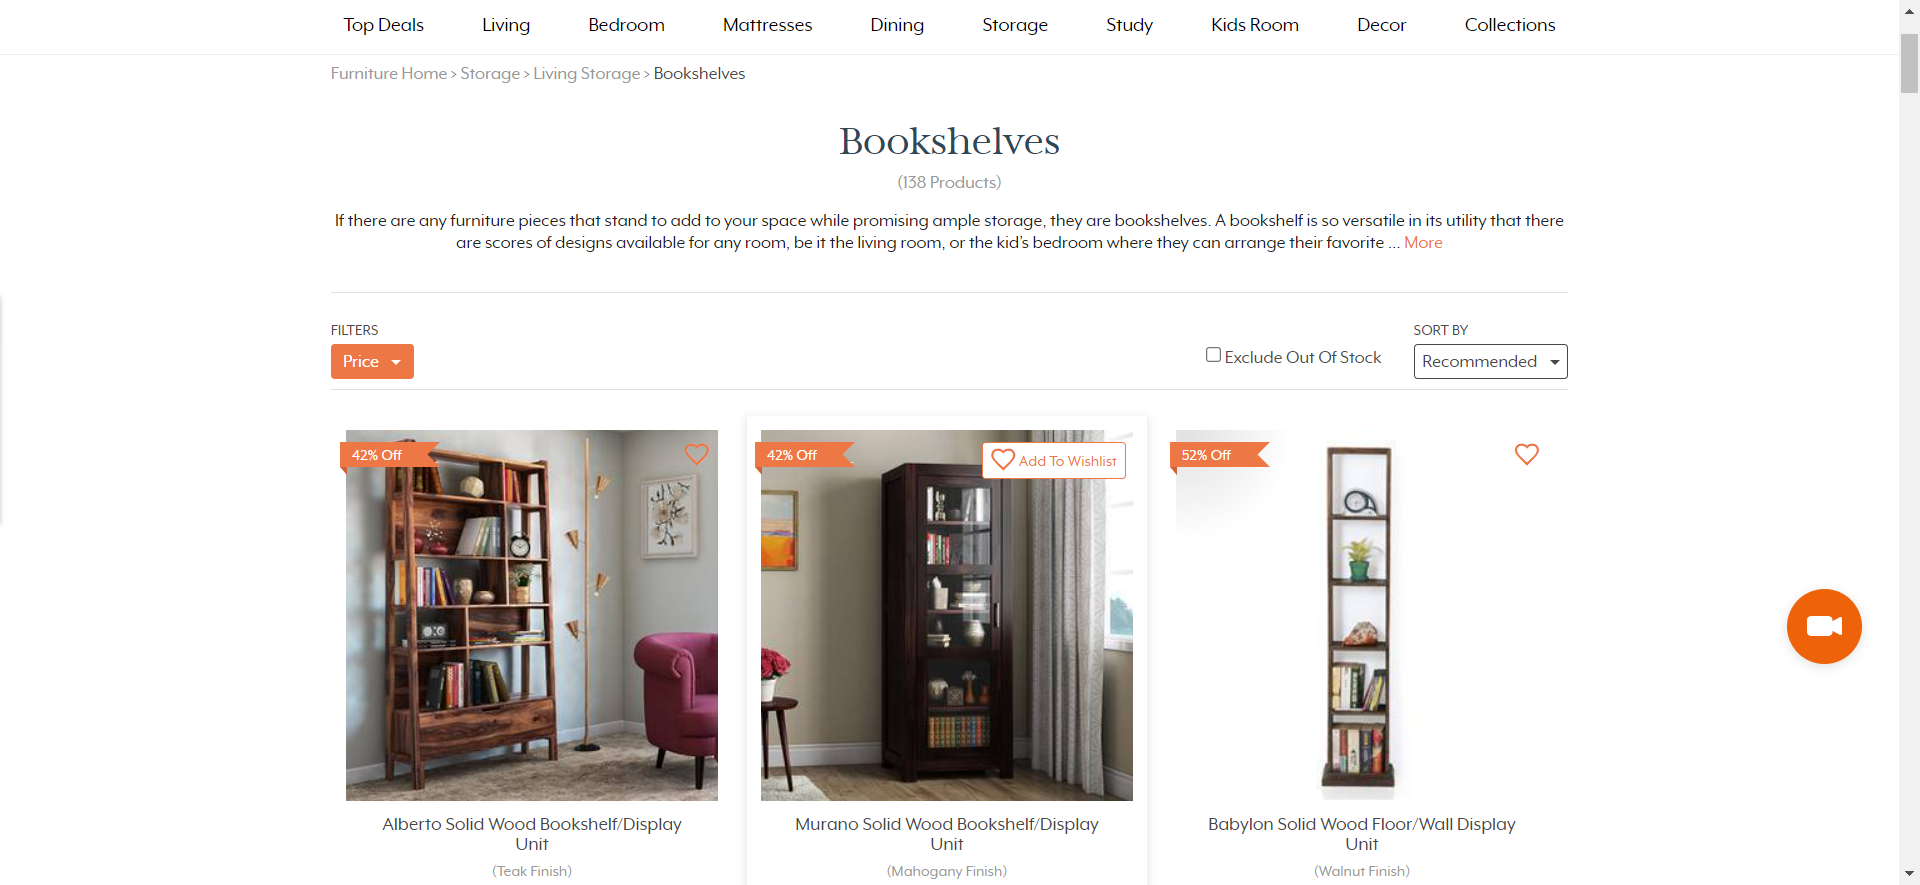 Top Deals Living Bedroom Mattresses Dining Storage Study Kids Room Decor Collections
Furniture Home > Storage > Living Storage > Bookshelves
Bookshelves
(138 Products)
If there are any furniture pieces that stand to add to your space while promising ample storage, they are bookshelves. A bookshelf is so versatile in its utility that there
are scores of designs available for any room, be it the living room, or the kid's bedroom where they can arrange their favorite ... More
FILTERS
Price
Exclude Out Of Stock
SORT BY
Recommended
42% Off
42% Off
Add To Wishlist
52% Off
Alberto Solid Wood Bookshelf/Display
Unit
(Teak Finish)
Murano Solid Wood Bookshelf/Display
Unit
(Mahogany Finish)
Babylon Solid Wood Floor/Wall Display
Unit
(Walnut Finish)